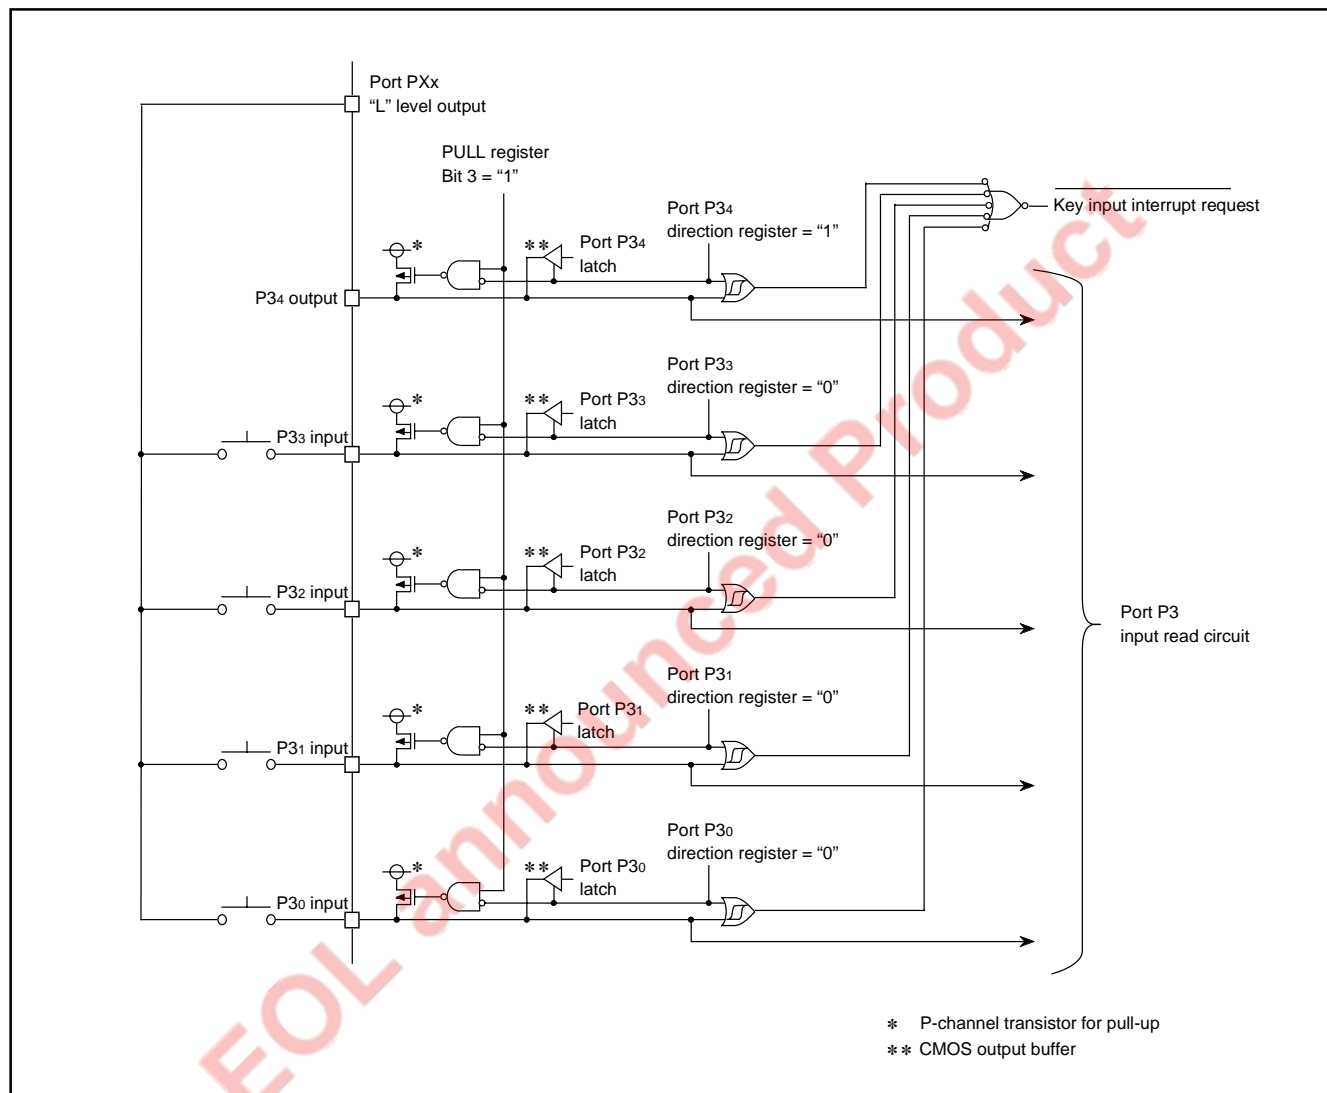 Port PXx
“L” level output
PULL register
Bit 3 = “1”
Port P34
direction register = “1”
Key input interrupt request
*
**
Port P34
latch
P34 output
Port P33
direction register = “0”
*
**
Port P33
latch
P33 input
Port P32
direction register = “0”
*
**
Port P32
latch
P32 input
Port P3
input read circuit
Port P31
direction register = “0”
*
**
Port P31
latch
P31 input
Port P30
direction register = “0”
*
**
Port P30
latch
P30 input
* P-channel transistor for pull-up
** CMOS output buffer
EOL announced Product